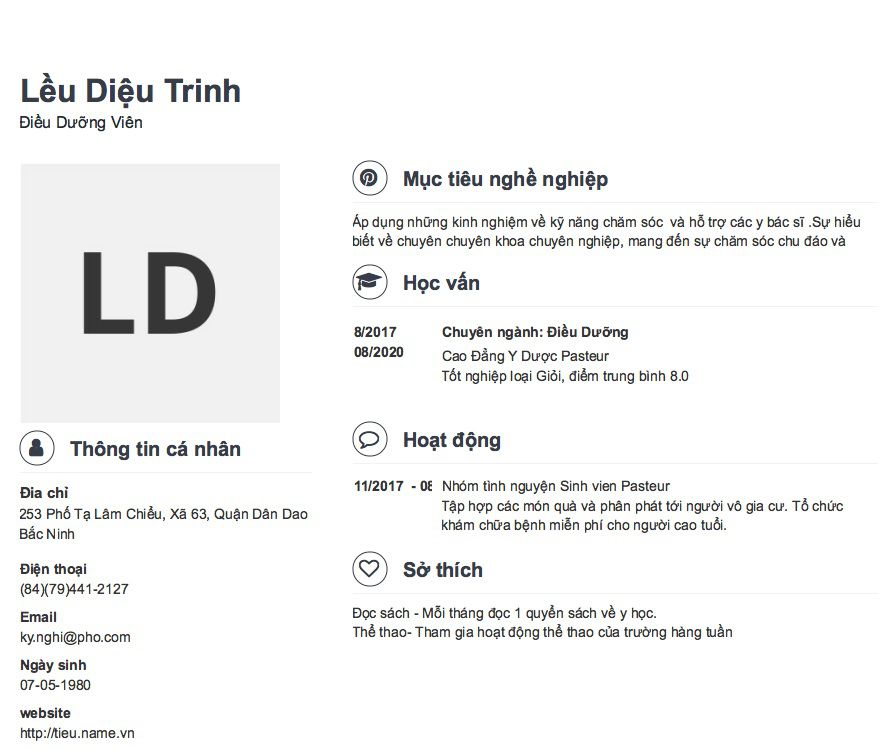 Lều Diệu Trinh
Điều Dưỡng Viên
LD
Thông tin cá nhân
Đia chỉ
253 Phố Tạ Lâm Chiểu, Xã 63, Quận Dân Dao
Bắc Ninh
Điện thoại
(84)(79)441-2127
Email
ky.nghi@pho.com
Ngày sinh
07-05-1980
website
http://tieu.name.vn
Mục tiêu nghề nghiệp
Áp dụng những kinh nghiệm về kỹ năng chăm sóc và hỗ trợ các y bác sĩ .Sự hiểu
biết về chuyên chuyên khoa chuyên nghiệp, mang đến sự chăm sóc chu đáo và
Học vấn
8/2017
08/2020
Chuyên ngành: Điều Dưỡng
Cao Đẳng Y Dược Pasteur
Tốt nghiệp loại Giỏi, điểm trung bình 8.0
Hoạt động
11/2017 - 08
Nhóm tình nguyện Sinh vien Pasteur
Tập hợp các món quà và phân phát tới người vô gia cư. Tổ chức
khám chữa bệnh miễn phí cho người cao tuổi.
Sở thích
Đọc sách - Mỗi tháng đọc 1 quyển sách về y học.
Thể thao- Tham gia hoạt động thể thao của trường hàng tuần